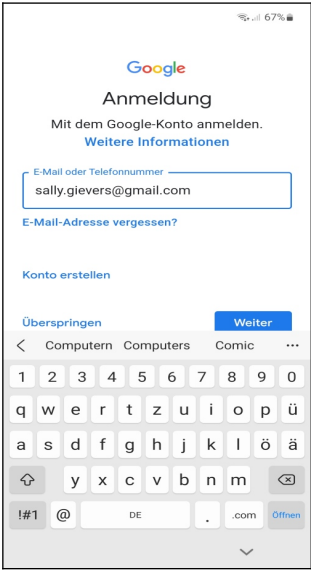 67%
Google
Anmeldung
Mit dem Google-Konto anmelden.
Weitere Informationen
E-Mail oder Telefonnummer
sally.gievers@gmail.com
E-Mail-Adresse vergessen?
Konto erstellen
Überspringen Weiter
Computern Computers Comic ...
1 2 3 4 5 6 7 8 9 0
q w e r t z u i o p ü
a s d f g h j k l ö ä
y x c v b n m
!#1 @ DE . .com Öffnen